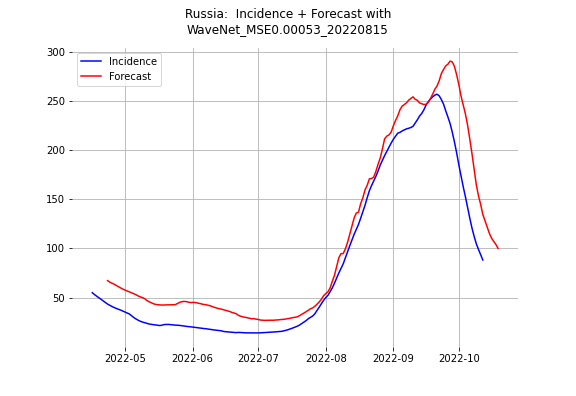 Russia:  Incidence + Forecast with
WaveNet_MSE0.00053_20220815
300
Incidence
Forecast
250
200
150
100
50
2022-05 2022-06 2022-07 2022-08 2022-09 2022-10